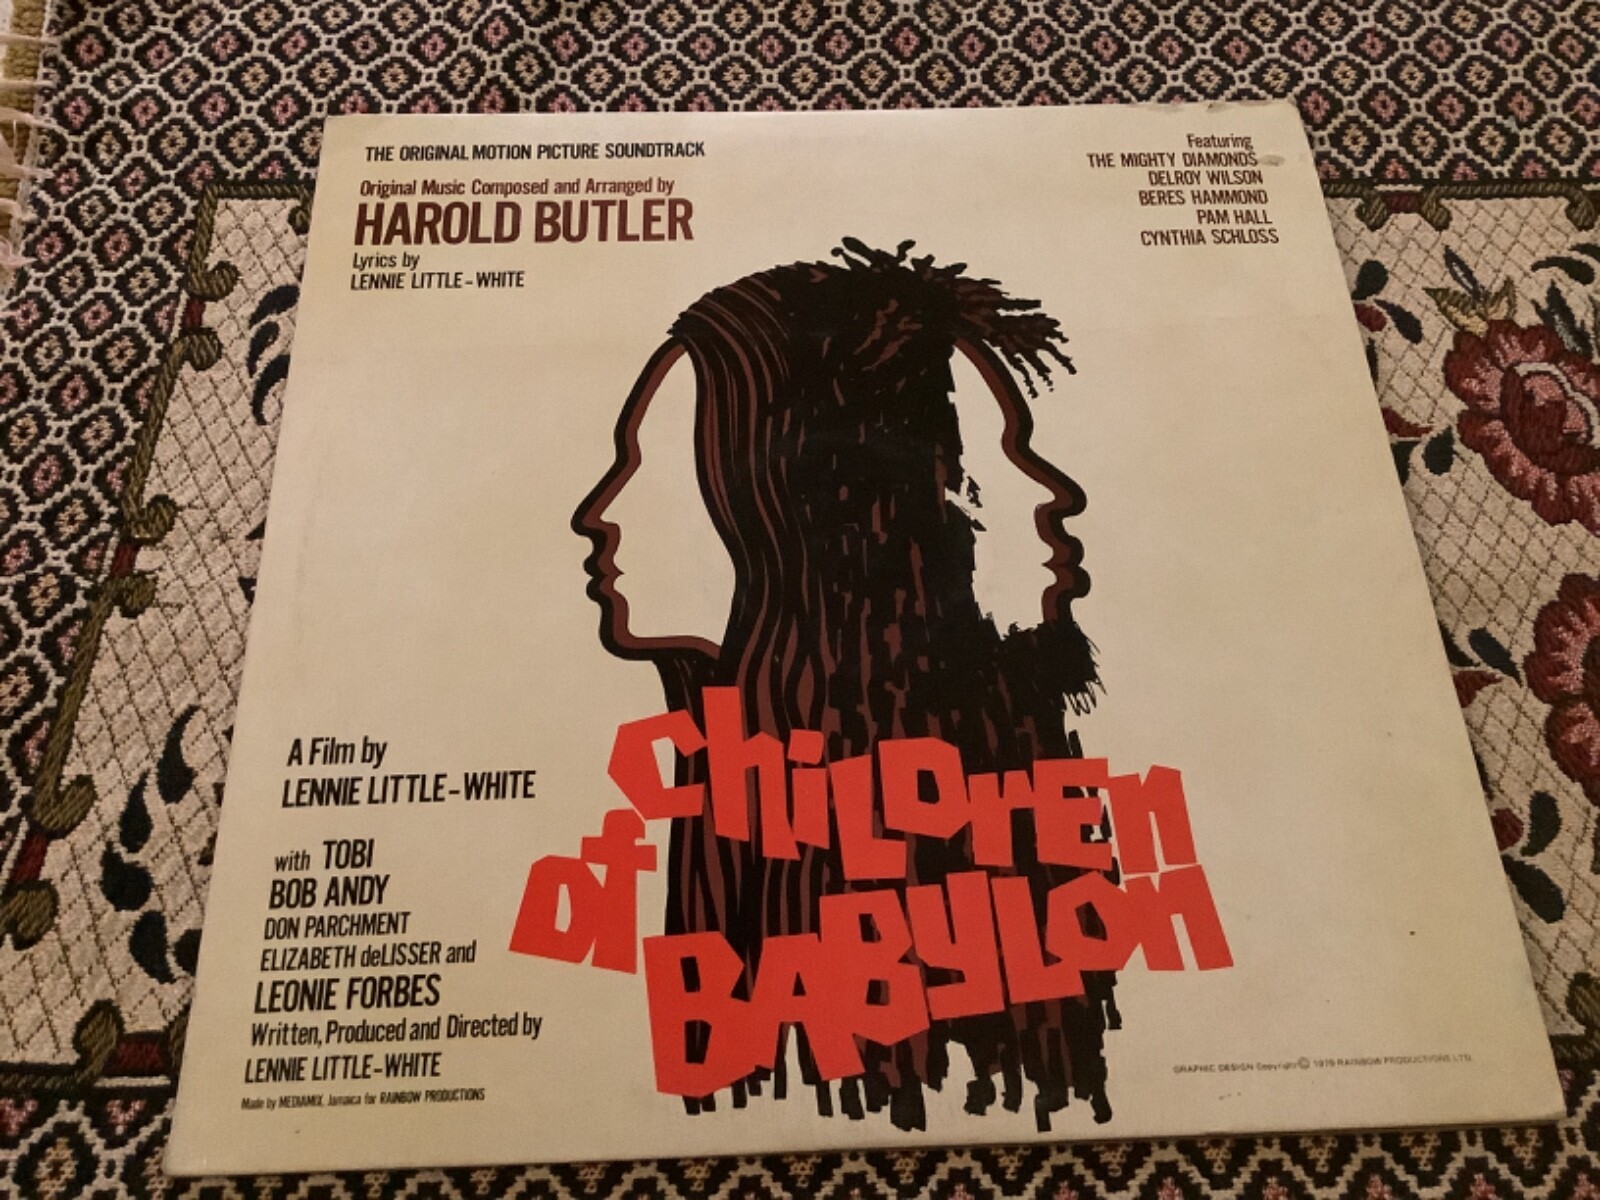 THE ORIGINAL MOTION PICTURE SOUNDTRACK
Original Music Composed and Arranged by
HAROLD BUTLER
Lyrics by
LENNIE LITTLE-WHITE
Featuring
THE MIGHTY DIAMONDS
DELROY WILSON
BERES HAMMOND
PAM HALL
CYNTHIA SCHLOSS
A Film by
LENNIE LITTLE-WHITE
with TOBI
BOB ANDY
DON PARCHMENT
ELIZABETH deLISSER and
LEONIE FORBES
Written, Produced and Directed by
LENNIE LITTLE-WHITE
Made by MEDIAMIX, Jamaica for RAINBOW PRODUCTIONS
chiLDrEn
of
BABYLon
GRAPHIC DESIGN Copyright © 1979 RAINBOW PRODUCTIONS LTD.